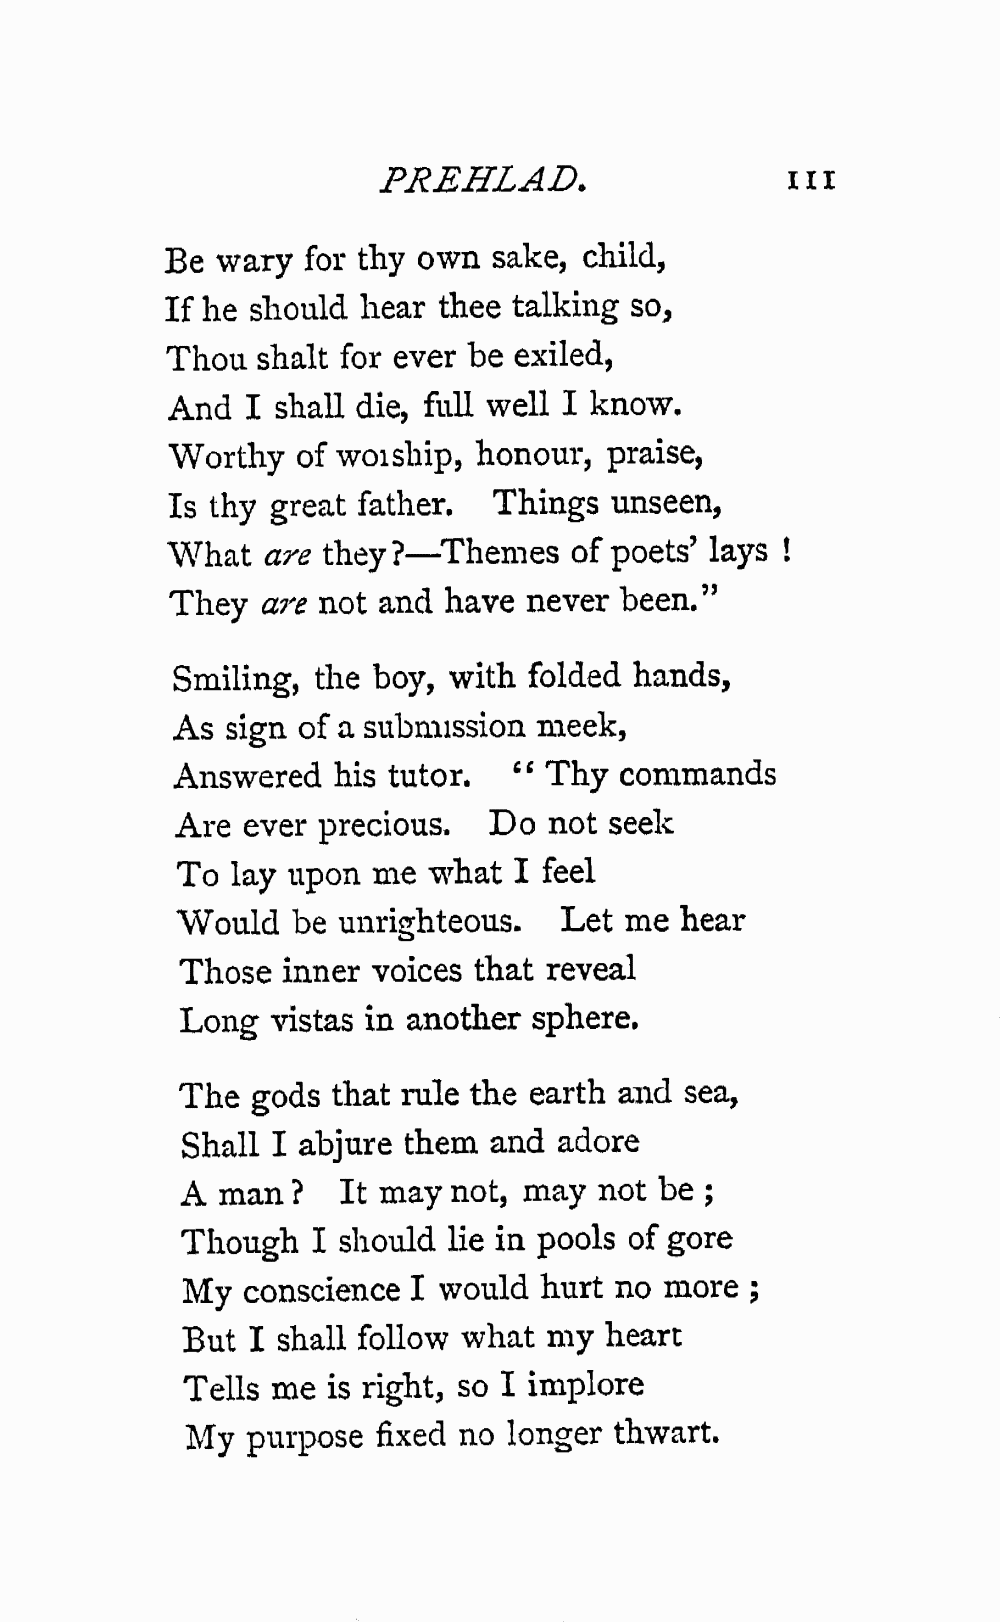 PREHLAD. 111
Be wary for thy own sake, child,
If he should hear thee talking so,
Thou shalt for ever be exiled,
And I shall die, full well I know.
Worthy of worship, honour, praise,
Is thy great father. Things unseen,
What are they?—Themes of poets’ lays !
They are not and have never been.”
Smiling, the boy, with folded hands,
As sign of a submission meek,
Answered his tutor. “ Thy commands
Are ever precious. Do not seek
To lay upon me what I feel
Would be unrighteous. Let me hear
Those inner voices that reveal
Long vistas in another sphere.
The gods that rule the earth and sea,
Shall I abjure them and adore
A man ? It may not, may not be ;
Though I should lie in pools of gore
My conscience I would hurt no more ;
But I shall follow what my heart
Tells me is right, so I implore
My purpose fixed no longer thwart.